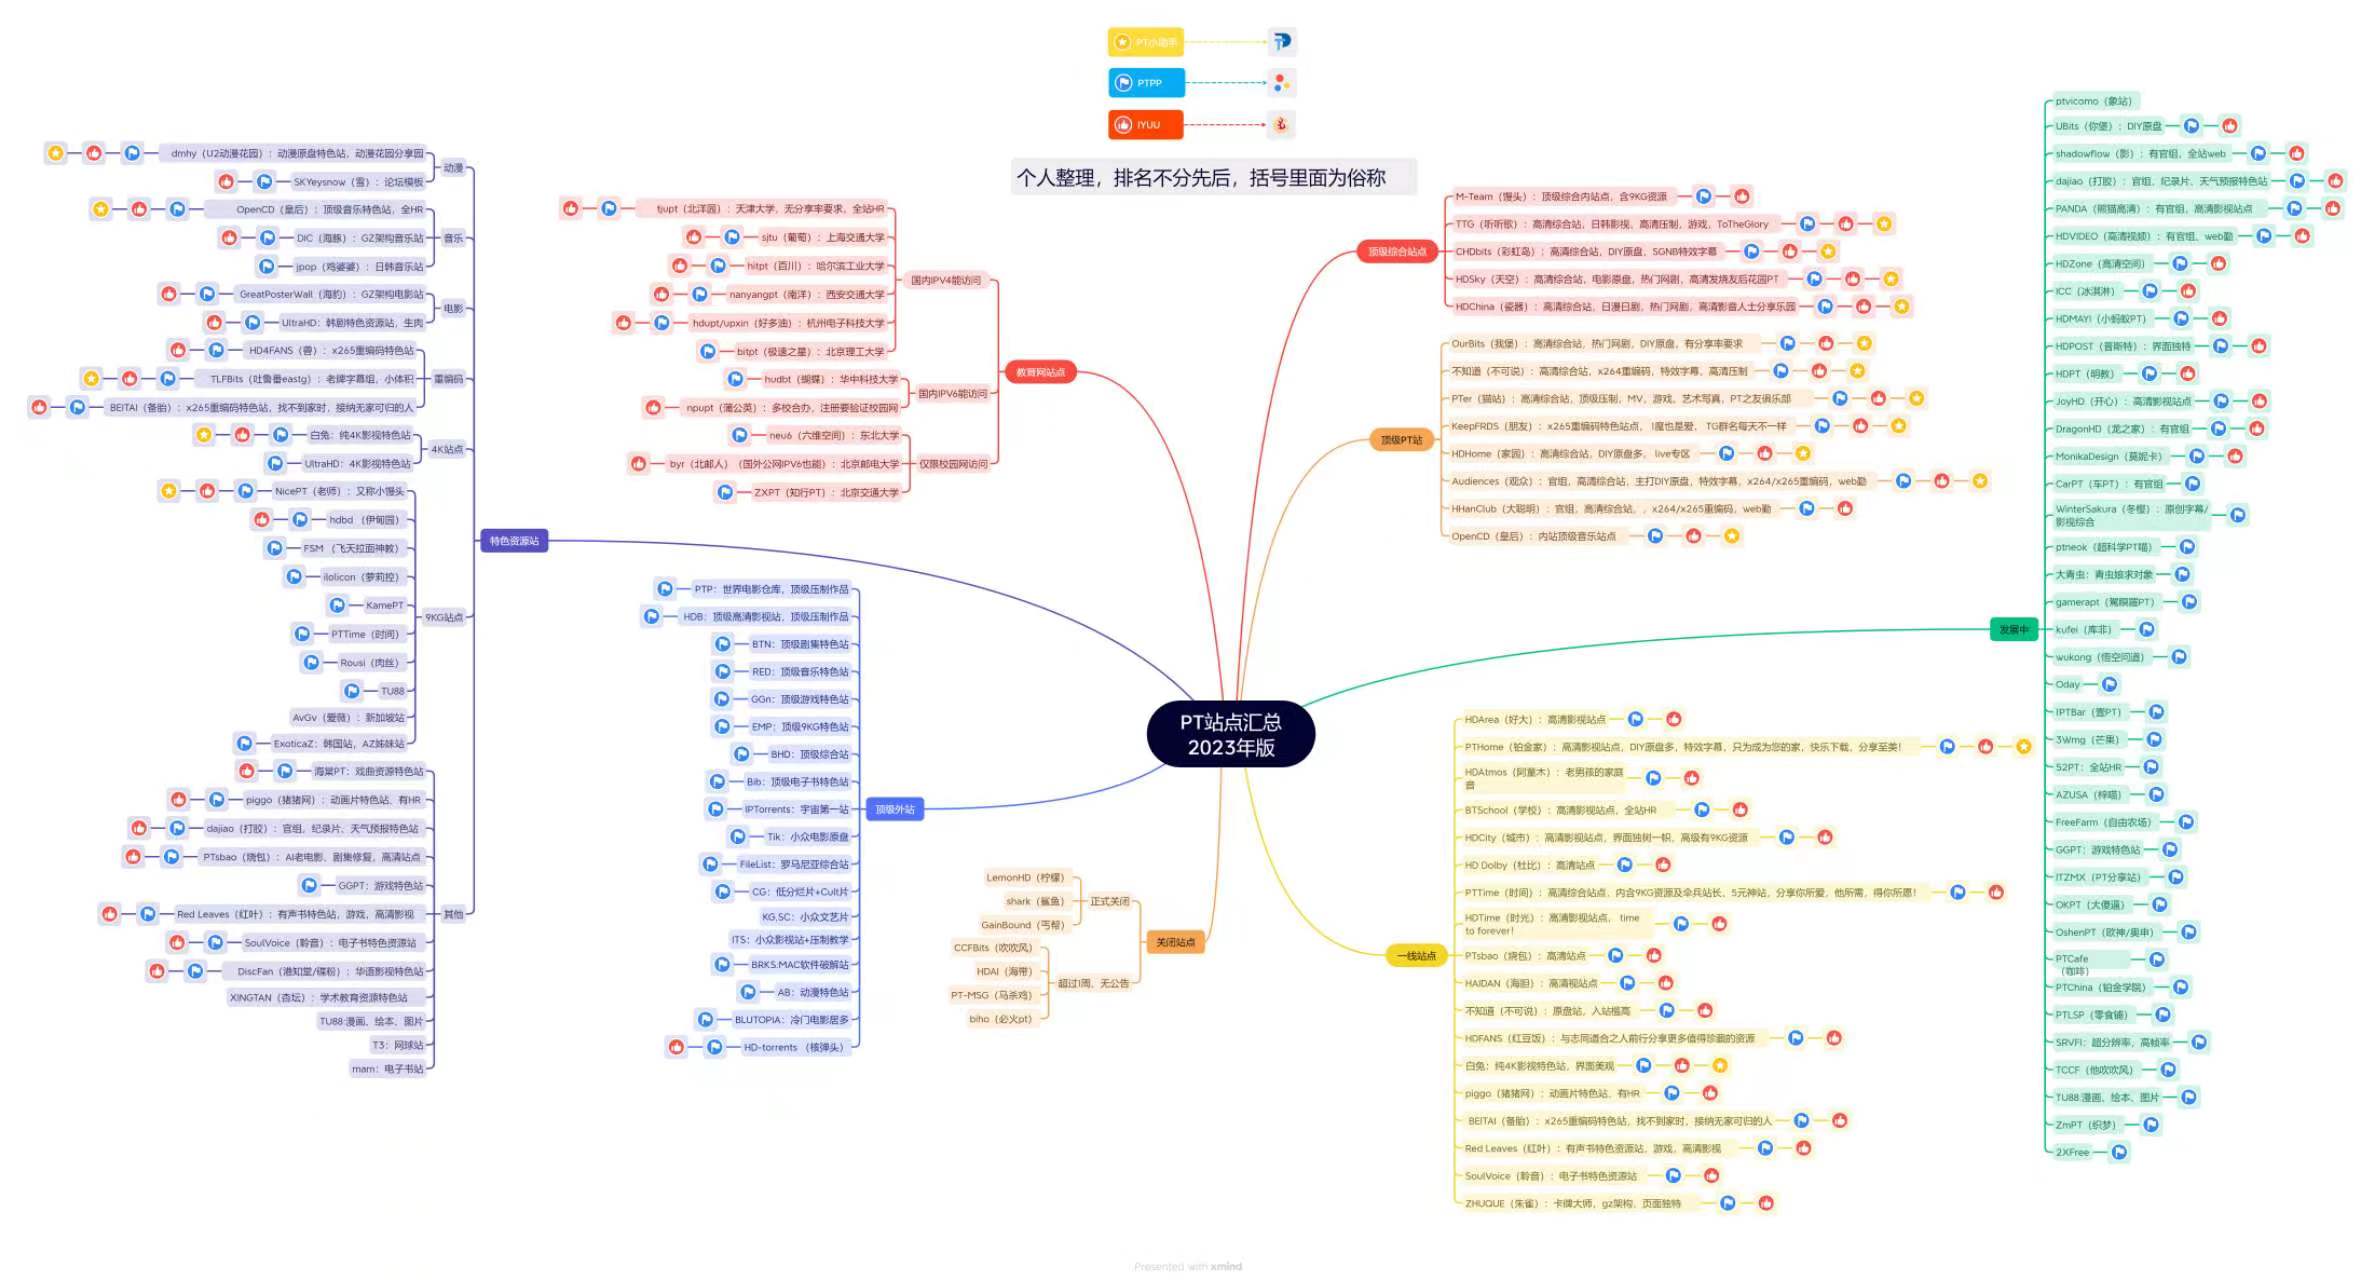 PT小助手
PTPP
IYUU
个人整理，排名不分先后，括号里面为俗称
PT站点汇总
2023年版
特色资源站
动漫
dmhy（U2动漫花园）：动漫原盘特色站，动漫花园分享园
SKYeysnow（雪）：论坛模板
音乐
OpenCD（皇后）：顶级音乐特色站，全HR
DIC（海豚）：GZ架构音乐站
jpop（鸡婆婆）：日韩音乐站
电影
GreatPosterWall（海豹）：GZ架构电影站
UltraHD：韩剧特色资源站，生肉
重编码
HD4FANS（兽）：x265重编码特色站
TLFBits（吐鲁番eastg）：老牌字幕组，小体积
BEITAI（备胎）：x265重编码特色站，找不到家时，接纳无家可归的人
4K站点
白兔：纯4K影视特色站
UltraHD：4K影视特色站
9KG站点
NicePT（老师）：又称小馒头
hdbd （伊甸园）
FSM （飞天拉面神教）
ilolicon（萝莉控）
KamePT
PTTime（时间）
Rousi（肉丝）
TU88
AvGv（爱薇）：新加坡站
ExoticaZ：韩国站，AZ姊妹站
其他
海棠PT：戏曲资源特色站
piggo（猪猪网）：动画片特色站、有HR
dajiao（打胶）：官组，纪录片、天气预报特色站
PTsbao（烧包）：AI老电影、剧集修复，高清站点
GGPT：游戏特色站
Red Leaves（红叶）：有声书特色站，游戏，高清影视
SoulVoice（聆音）：电子书特色资源站
DiscFan（港知堂/碟粉）：华语影视特色站
XINGTAN（杏坛）：学术教育资源特色站
TU88:漫画、绘本、图片
T3：网球站
mam：电子书站
教育网站点
国内IPV4能访问
tjupt（北洋园）：天津大学，无分享率要求，全站HR
sjtu（葡萄）：上海交通大学
hitpt（百川）：哈尔滨工业大学
nanyangpt（南洋）：西安交通大学
hdupt/upxin（好多油）：杭州电子科技大学
bitpt（极速之星）：北京理工大学
国内IPV6能访问
hudbt（蝴蝶）：华中科技大学
npupt（蒲公英）：多校合办，注册要验证校园网
仅限校园网访问
neu6（六维空间）：东北大学
byr（北邮人）（国外公网IPV6也能）：北京邮电大学
ZXPT（知行PT）：北京交通大学
顶级外站
PTP：世界电影仓库，顶级压制作品
HDB：顶级高清影视站，顶级压制作品
BTN：顶级剧集特色站
RED：顶级音乐特色站
GGn：顶级游戏特色站
EMP：顶级9KG特色站
BHD：顶级综合站
Bib：顶级电子书特色站
IPTorrents：宇宙第一站
Tik：小众电影原盘
FileList：罗马尼亚综合站
CG：低分烂片+Cult片
KG,SC：小众文艺片
ITS：小众影视站+压制教学
BRKS:MAC软件破解站
AB：动漫特色站
BLUTOPIA：冷门电影居多
HD-torrents （核弹头）
关闭站点
正式关闭
LemonHD（柠檬）
shark（鲨鱼）
GainBound（丐帮）
超过1周、无公告
CCFBits（吹吹风）
HDAI（海带）
PT-MSG（马杀鸡）
biho（必火pt）
顶级综合站点
M-Team（馒头）：顶级综合内站点，含9KG资源
TTG（听听歌）：高清综合站，日韩影视、高清压制，游戏，ToTheGlory
CHDbits（彩虹岛）：高清综合站，DIY原盘，SGNB特效字幕
HDSky（天空）：高清综合站，电影原盘，热门网剧，高清发烧友后花园PT
HDChina（瓷器）：高清综合站，日漫日剧，热门网剧，高清影音人士分享乐园
顶级PT站
OurBits（我堡）：高清综合站，热门网剧，DIY原盘，有分享率要求
不知道（不可说）：高清综合站，x264重编码，特效字幕、高清压制
PTer（猫站）：高清综合站，顶级压制，MV，游戏，艺术写真，PT之友俱乐部
KeepFRDS（朋友）：x265重编码特色站点， 1魔也是爱， TG群名每天不一样
HDHome（家园）：高清综合站，DIY原盘多， live专区
Audiences（观众）：官组，高清综合站，主打DIY原盘，特效字幕，x264/x265重编码，web勤
HHanClub（大聪明）：官组，高清综合站，，x264/x265重编码，web勤
OpenCD（皇后）：内站顶级音乐站点
一线站点
HDArea（好大）：高清影视站点
PTHome（铂金家）：高清影视站点，DIY原盘多，特效字幕，只为成为您的家，快乐下载，分享至美！
HDAtmos（阿童木）：老男孩的家庭
音
BTSchool（学校）：高清影视站点，全站HR
HDCity（城市）：高清影视站点，界面独树一帜，高级有9KG资源
HD Dolby（杜比）：高清站点
PTTime（时间）：高清综合站点，内含9KG资源及伞兵站长，5元神站，分享你所爱，他所需，得你所愿！
HDTime（时光）：高清影视站点， time
to forever!
PTsbao（烧包）：高清站点
HAIDAN（海胆）：高清视站点
不知道（不可说）：原盘站，入站槛高
HDFANS（红豆饭）：与志同道合之人前行分享更多值得珍藏的资源
白兔：纯4K影视特色站，界面美观
piggo（猪猪网）：动画片特色站、有HR
BEITAI（备胎）：x265重编码特色站，找不到家时，接纳无家可归的人
Red Leaves（红叶）：有声书特色资源站，游戏，高清影视
SoulVoice（聆音）：电子书特色资源站
ZHUQUE（朱雀）：卡牌大师，gz架构、页面独特
发展中
ptvicomo（象站）
UBits（你堡）：DIY原盘
shadowflow（影）：有官组，全站web
dajiao（打胶）：官组、纪录片、天气预报特色站
PANDA（熊猫高清）：有官组，高清影视站点
HDVIDEO（高清视频）：有官组、web勤
HDZone（高清空间）
ICC（冰淇淋）
HDMAYI（小蚂蚁PT）
HDPOST（普斯特）：界面独特
HDPT（明教）
JoyHD（开心）：高清影视站点
DragonHD（龙之家）：有官组
MonikaDesign（莫妮卡）
CarPT（车PT）：有官组
WinterSakura（冬樱）：原创字幕/
影视综合
ptneok（超科学PT喵）
大青虫：青虫娘求对象
gamerapt（駕瞑羅PT）
kufei（库非）
wukong（悟空问道）
Oday
IPTBar（壹PT）
3Wmg（芒果）
52PT：全站HR
AZUSA（梓喵）
FreeFarm（自由农场）
GGPT：游戏特色站
ITZMX（PT分享站）
OKPT（大傻逼）
OshenPT（欧神/奥申）
PTCafe
（咖啡）
PTChina（铂金学院）
PTLSP（零食铺）
SRVFI：超分辨率，高帧率
TCCF（他吹吹风）
TU88:漫画、绘本、图片
ZmPT（织梦）
2XFree
Presented with xmind